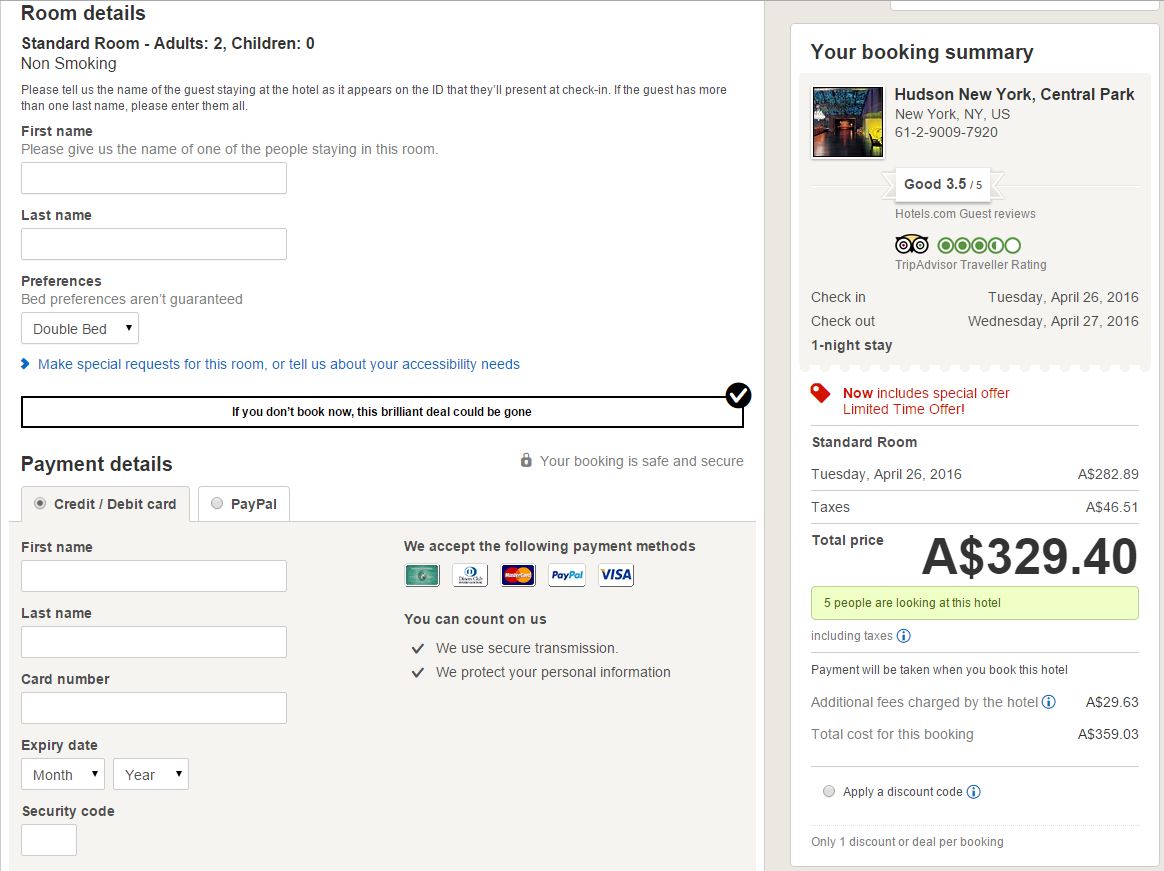 Room details
Standard Room - Adults: 2, Children: 0
Non Smoking
Please tell us the name of the guest staying at the hotel as it appears on the ID that they'll present at check-in. If the guest has more
than one last name, please enter them all.
First name
Please give us the name of one of the people staying in this room.
Last name
Preferences
Bed preferences aren't guaranteed
Double Bed
Make special requests for this room, or tell us about your accessibility needs
If you don't book now, this brilliant deal could be gone
Payment details
Your booking is safe and secure
Credit / Debit card
PayPal
First name
Last name
Card number
Expiry date
Month
Year
Security code
We accept the following payment methods
Diners Club
MasterCard
PayPal
VISA
You can count on us
We use secure transmission.
We protect your personal information
Your booking summary
Hudson New York, Central Park
New York, NY, US
61-2-9009-7920
Good 3.5 / 5
Hotels.com Guest reviews
TripAdvisor Traveller Rating
Check in Tuesday, April 26, 2016
Check out Wednesday, April 27, 2016
1-night stay
Now includes special offer
Limited Time Offer!
Standard Room
Tuesday, April 26, 2016 A$282.89
Taxes A$46.51
Total price A$329.40
5 people are looking at this hotel
including taxes
Payment will be taken when you book this hotel
Additional fees charged by the hotel A$29.63
Total cost for this booking A$359.03
Apply a discount code
Only 1 discount or deal per booking